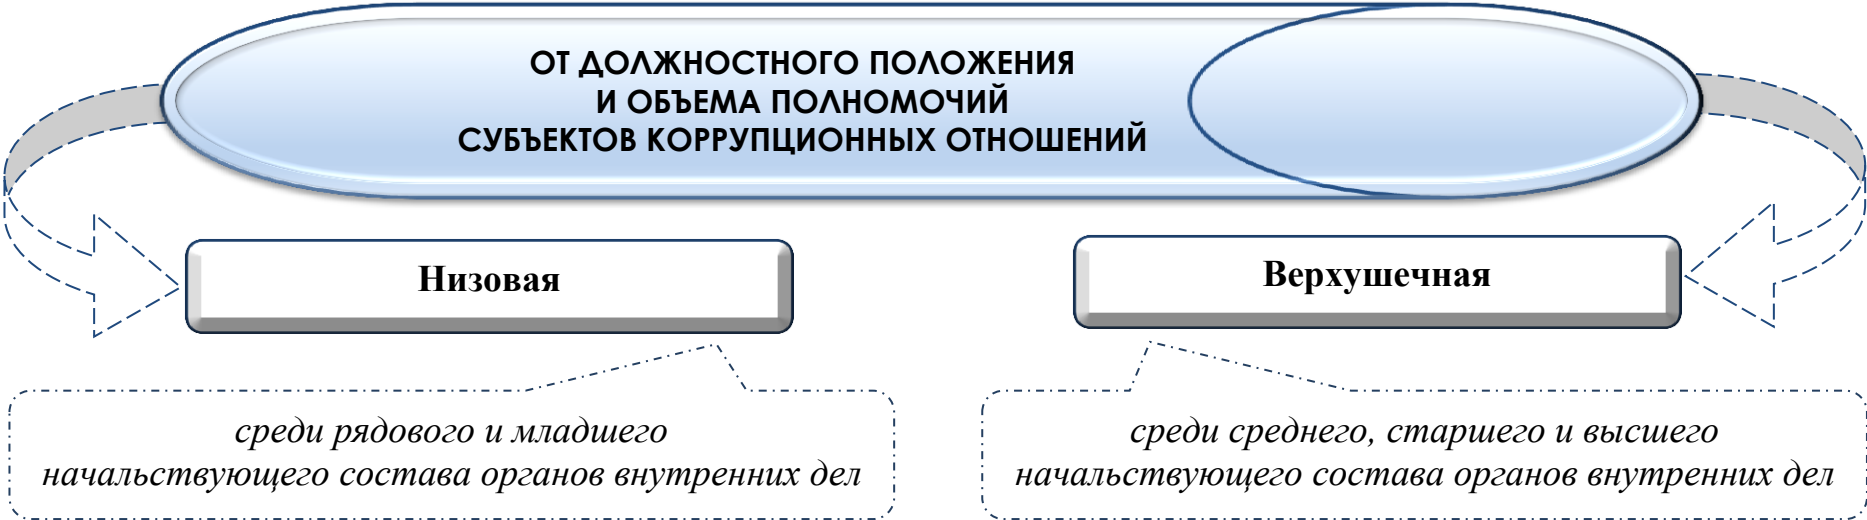 ОТ ДОЛЖНОСТНОГО ПОЛОЖЕНИЯ
И ОБЪЕМА ПОЛНОМОЧИЙ
СУБЪЕКТОВ КОРРУПЦИОННЫХ ОТНОШЕНИЙ
Низовая
Верхушечная
среди рядового и младшего
начальствующего состава органов внутренних дел
среди среднего, старшего и высшего
начальствующего состава органов внутренних дел